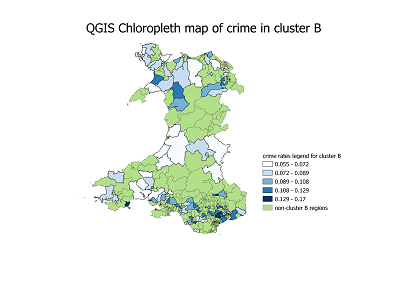 QGIS Chloropleth map of crime in cluster B
crime rates legend for cluster B
0.055 - 0.072
0.072 - 0.089
0.089 - 0.108
0.108 - 0.129
0.129 - 0.17
non-cluster B regions